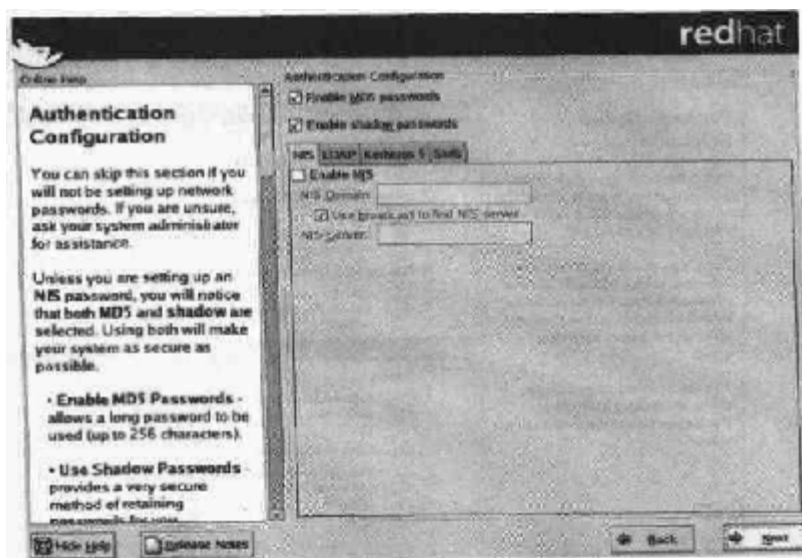 redhat
Online Help
Authentication
Configuration
You can skip this section if you
will not be setting up network
passwords. If you are unsure,
ask your system administrator
for assistance.
Unless you are setting up an
NIS password, you will notice
that both MD5 and shadow are
selected. Using both will make
your system as secure as
possible.
• Enable MD5 Passwords -
allows a long password to be
used (up to 256 characters).
• Use Shadow Passwords -
provides a very secure
method of retaining
passwords for you
Authentication Configuration
Enable MD5 passwords
Enable shadow passwords
NIS LDAP Kerberos 5 SMB
Enable NIS
NIS Domain:
Use broadcast to find NIS server
NIS Server:
Hide Help
Release Notes
Back
Next